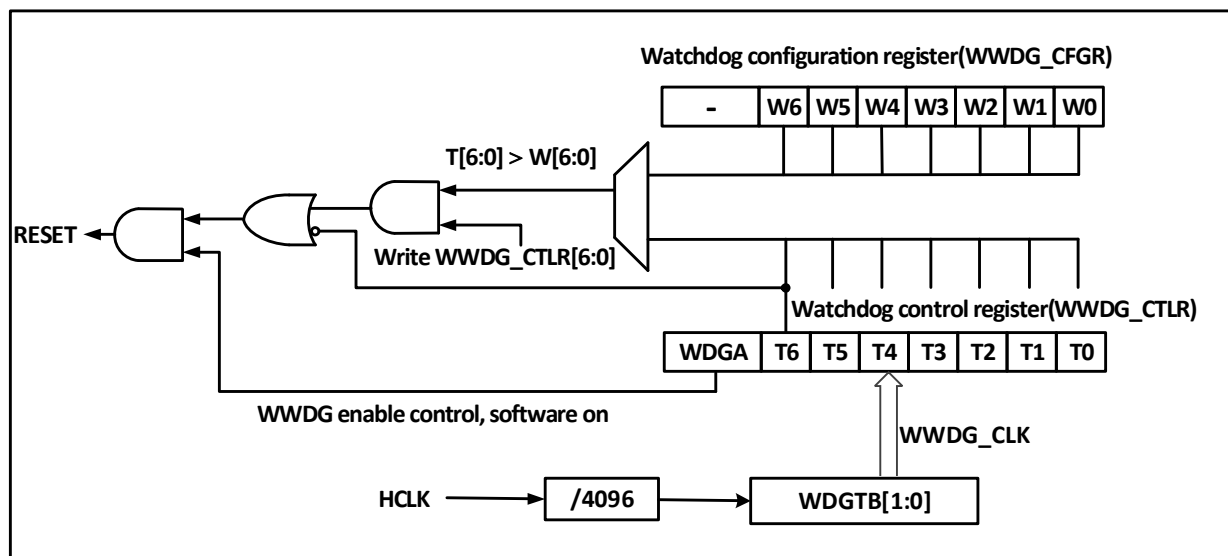 Watchdog configuration register(WWDG_CFGR)
- W6 W5 W4 W3 W2 W1 W0
T[6:0] > W[6:0]
RESET
Write WWDG_CTLR[6:0]
Watchdog control register(WWDG_CTLR)
WDGA T6 T5 T4 T3 T2 T1 T0
WWDG enable control, software on
WWDG_CLK
HCLK /4096 WDGTB[1:0]